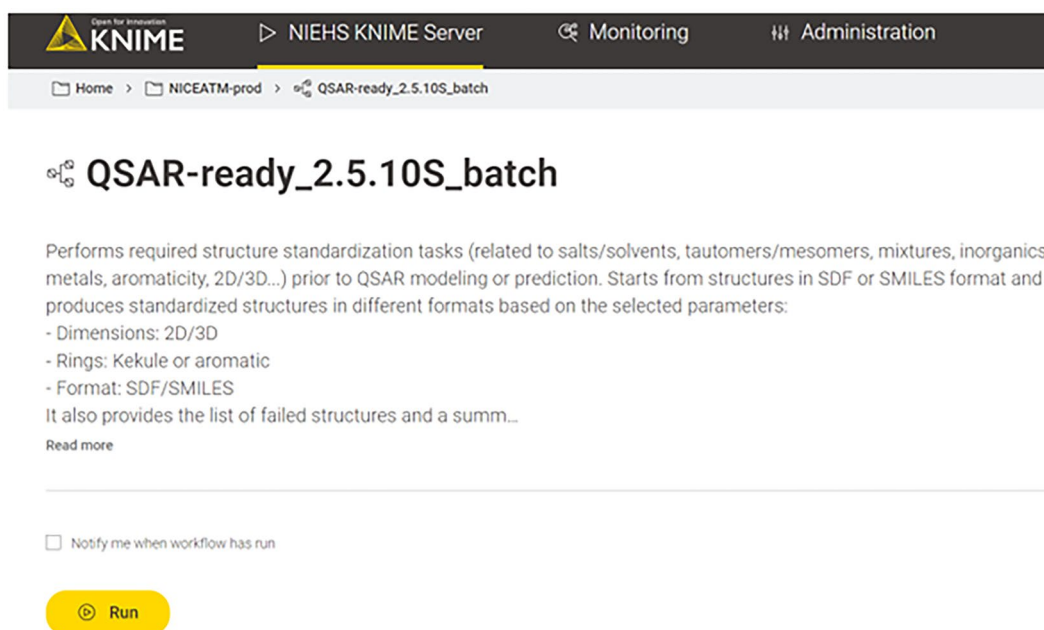 Open for Innovation
KNIME
NIEHS KNIME Server
Monitoring
Administration
Home > NICEATM-prod > QSAR-ready_2.5.10S_batch
QSAR-ready_2.5.10S_batch
Performs required structure standardization tasks (related to salts/solvents, tautomers/mesomers, mixtures, inorganics
metals, aromaticity, 2D/3D...) prior to QSAR modeling or prediction. Starts from structures in SDF or SMILES format and
produces standardized structures in different formats based on the selected parameters:
- Dimensions: 2D/3D
- Rings: Kekule or aromatic
- Format: SDF/SMILES
It also provides the list of failed structures and a summ...
Read more
Notify me when workflow has run
Run